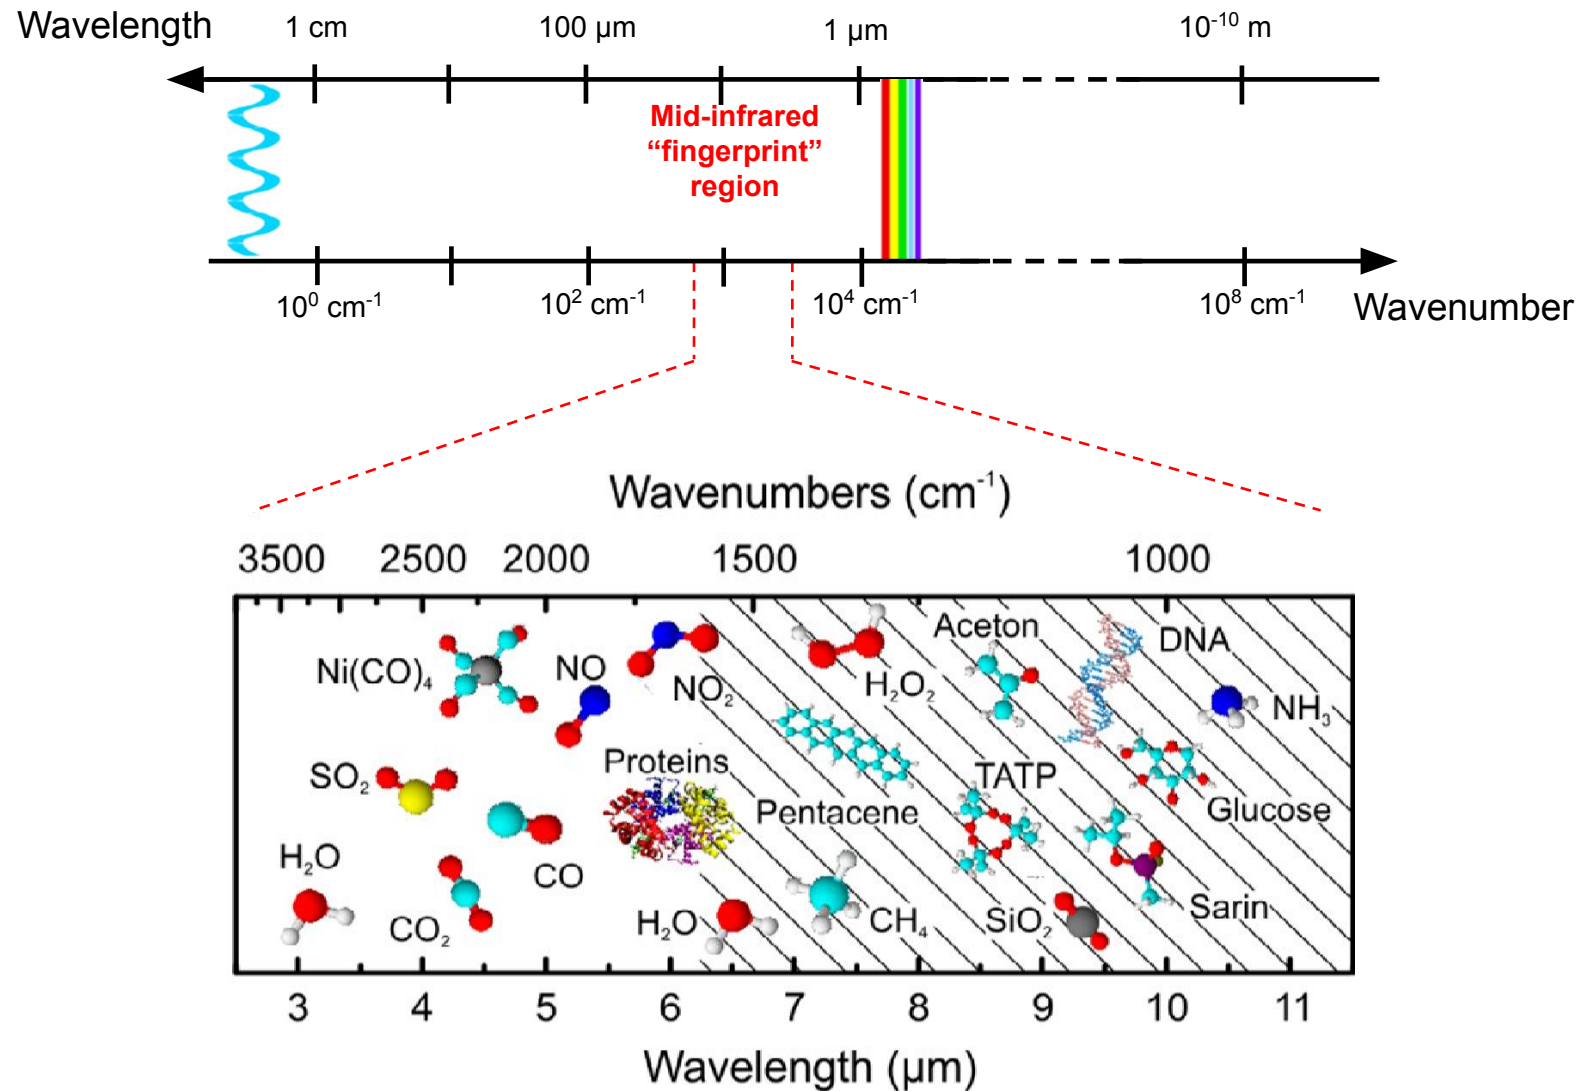 Wavelength
1 cm
100 µm
1 µm
10⁻¹⁰ m
Mid-infrared
“fingerprint”
region
10⁰ cm⁻¹
10² cm⁻¹
10⁴ cm⁻¹
10⁸ cm⁻¹
Wavenumber
Wavenumbers (cm⁻¹)
3500 2500 2000 1500 1000
Ni(CO)₄
NO
NO₂
H₂O₂
Aceton
DNA
NH₃
SO₂
Proteins
Pentacene
TATP
Glucose
H₂O
CO
CO₂
H₂O
CH₄
SiO₂
Sarin
3 4 5 6 7 8 9 10 11
Wavelength (µm)